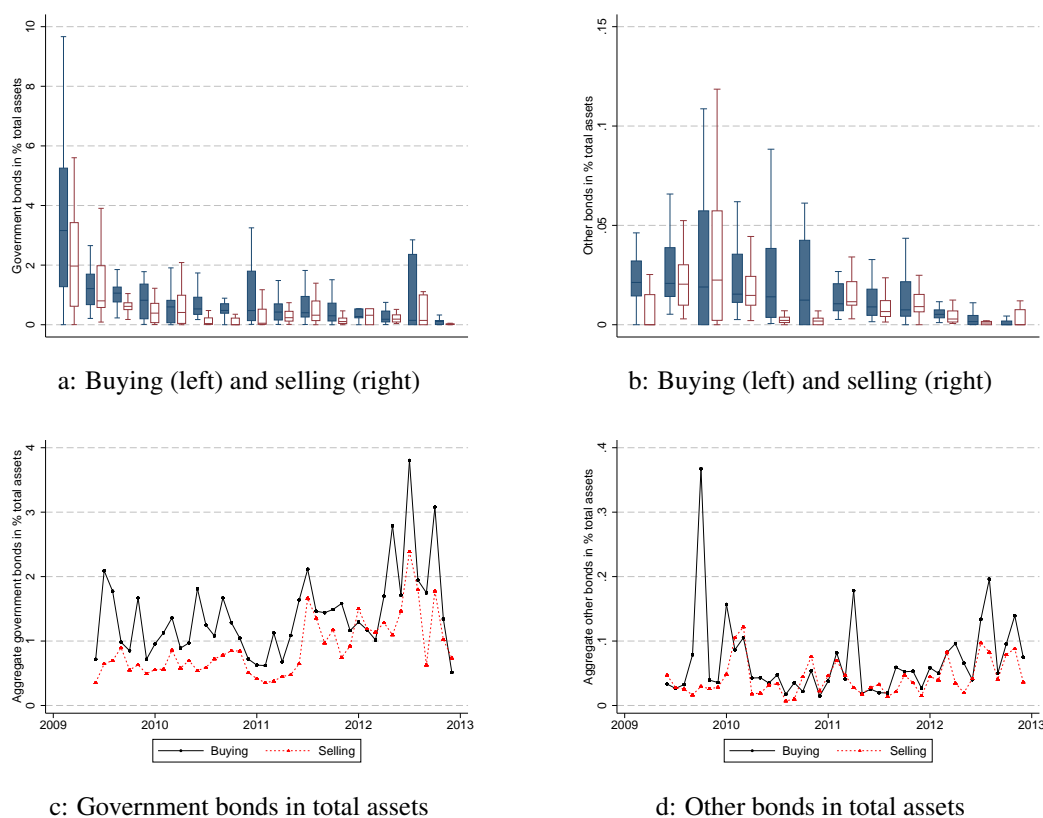 Government bonds in % total assets
10
8
6
4
2
0
a: Buying (left) and selling (right)
Other bonds in % total assets
.15
.1
.05
0
b: Buying (left) and selling (right)
Aggregate government bonds in % total assets
4
3
2
1
0
2009 2010 2011 2012 2013
Buying Selling
c: Government bonds in total assets
Aggregate other bonds in % total assets
.4
.3
.2
.1
0
2009 2010 2011 2012 2013
Buying Selling
d: Other bonds in total assets